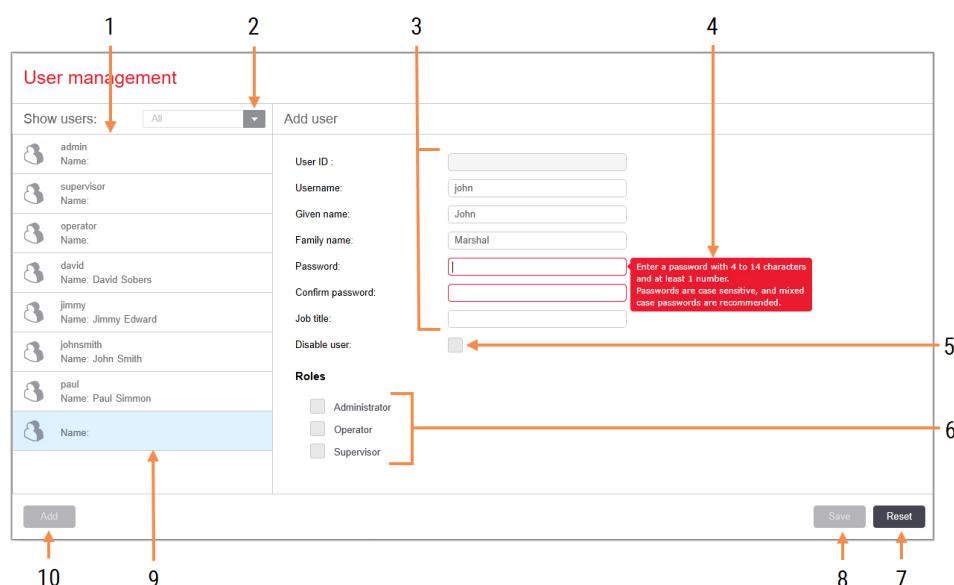 1 2 3 4
User management
Show users: All Add user
admin
Name:
supervisor
Name:
operator
Name:
david
Name: David Sobers
jimmy
Name: Jimmy Edward
johnsmith
Name: John Smith
paul
Name: Paul Simmon
Name:
User ID :
Username: john
Given name: John
Family name: Marshal
Password:
Enter a password with 4 to 14 characters
and at least 1 number.
Passwords are case sensitive, and mixed
case passwords are recommended.
Confirm password:
Job title:
Disable user:
5
Roles
Administrator
Operator
Supervisor
6
Add Save Reset
10 9 8 7